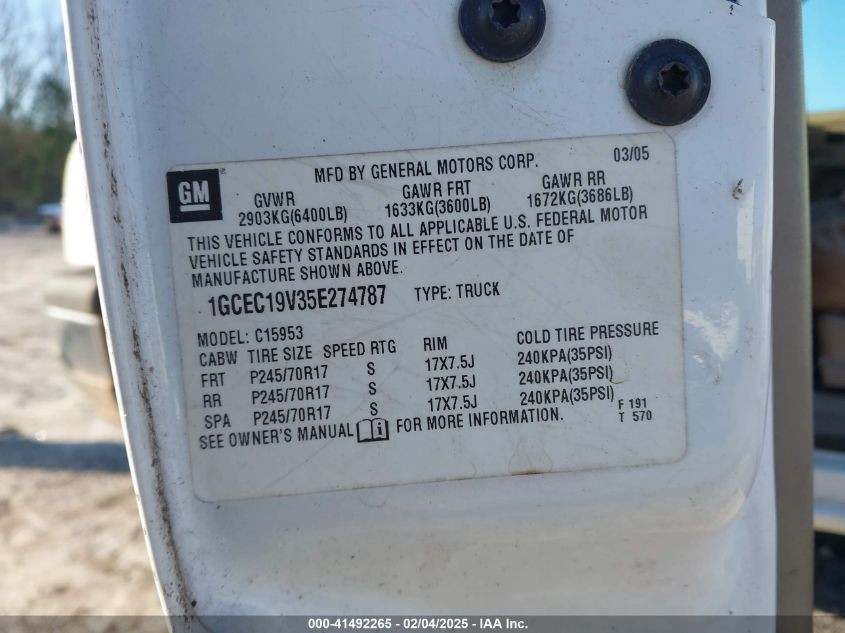 MFD BY GENERAL MOTORS CORP. 03/05
GM
GVWR GAWR FRT GAWR RR
2903KG(6400LB) 1633KG(3600LB) 1672KG(3686LB)
THIS VEHICLE CONFORMS TO ALL APPLICABLE U.S. FEDERAL MOTOR
VEHICLE SAFETY STANDARDS IN EFFECT ON THE DATE OF
MANUFACTURE SHOWN ABOVE.
1GCEC19V35E274787 TYPE: TRUCK
MODEL: C15953
CABW TIRE SIZE SPEED RTG RIM COLD TIRE PRESSURE
FRT P245/70R17 S 17X7.5J 240KPA(35PSI)
RR P245/70R17 S 17X7.5J 240KPA(35PSI)
SPA P245/70R17 S 17X7.5J 240KPA(35PSI)
F 191
SEE OWNER'S MANUAL FOR MORE INFORMATION. T 570
000-41492265 - 02/04/2025 - IAA Inc.